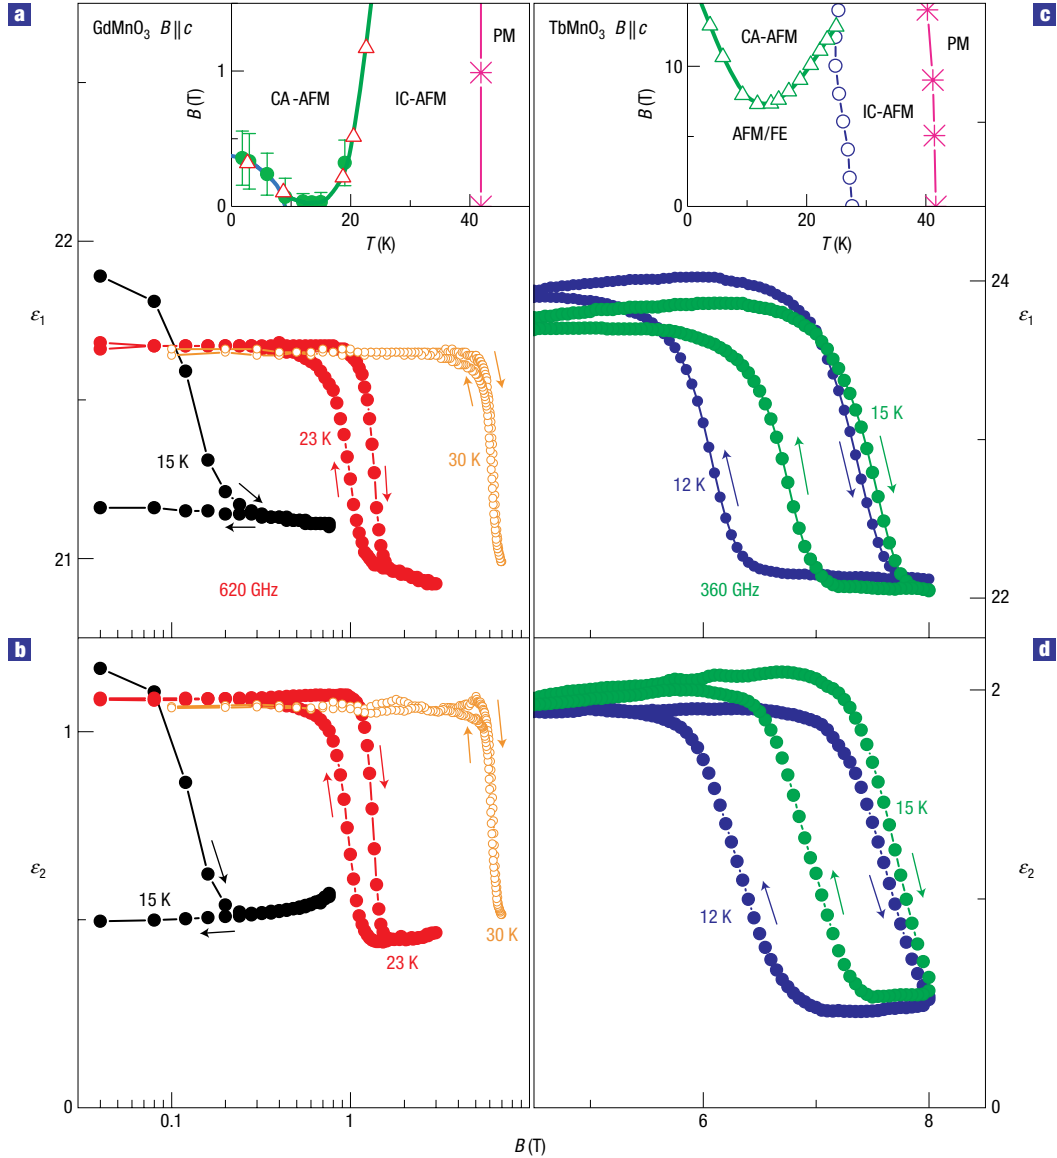 a
GdMnO3 B || c
PM
CA-AFM
IC-AFM
B (T)
1
0
0
20
40
T (K)
22
ε1
21
15 K
23 K
30 K
620 GHz
c
TbMnO3 B || c
CA-AFM
PM
AFM/FE
IC-AFM
B (T)
10
0
0
20
40
T (K)
24
ε1
22
15 K
12 K
360 GHz
b
1
ε2
0
15 K
23 K
30 K
0.1
1
d
2
ε2
0
15 K
12 K
6
8
B (T)